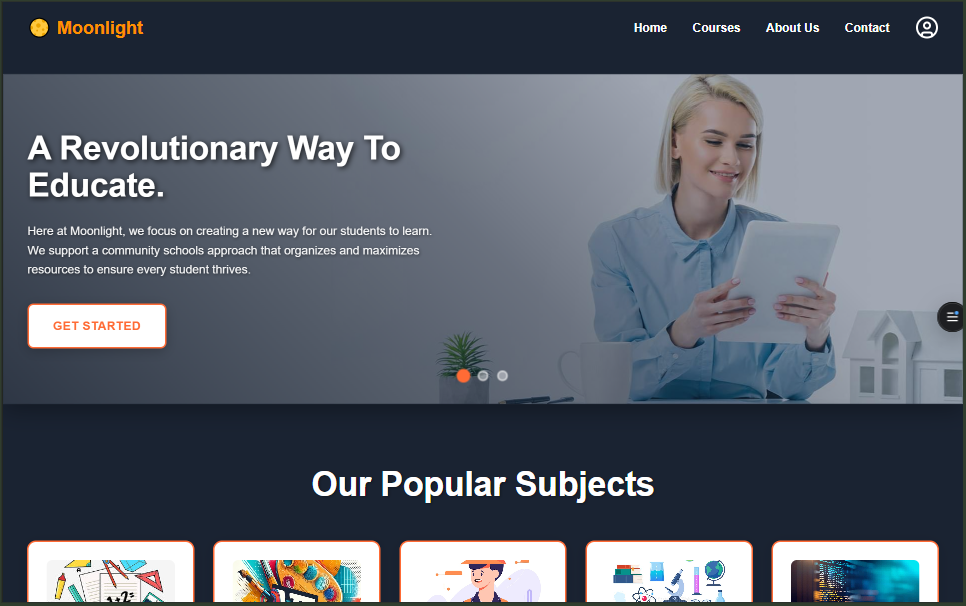 Moonlight
Home Courses About Us Contact
A Revolutionary Way To
Educate.
Here at Moonlight, we focus on creating a new way for our students to learn.
We support a community schools approach that organizes and maximizes
resources to ensure every student thrives.
GET STARTED
Our Popular Subjects
1+2=